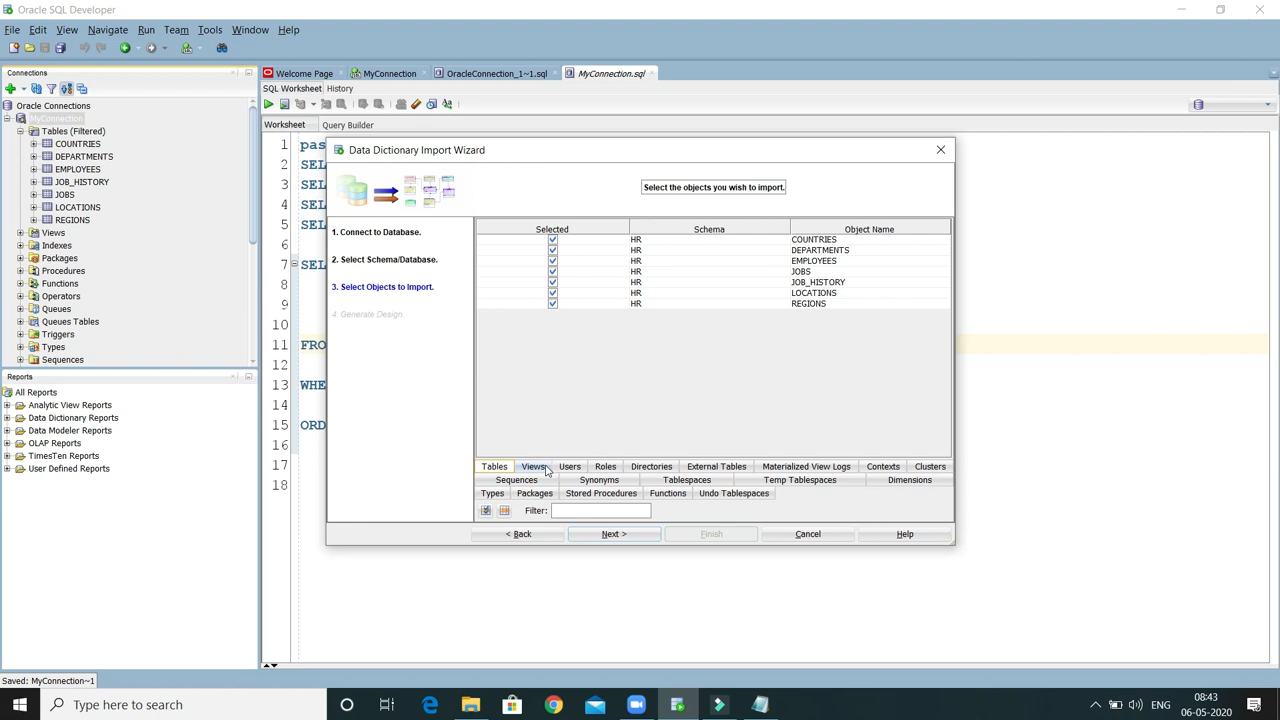 Oracle SQL Developer
File Edit View Navigate Run Team Tools Window Help
Connections
Welcome Page MyConnection OracleConnection_1~1.sql MyConnection.sql
SQL Worksheet History
Worksheet Query Builder
Oracle Connections
MyConnection
Tables (Filtered)
COUNTRIES
DEPARTMENTS
EMPLOYEES
JOB_HISTORY
JOBS
LOCATIONS
REGIONS
Views
Indexes
Packages
Procedures
Functions
Operators
Queues
Queues Tables
Triggers
Types
Sequences
Reports
All Reports
Analytic View Reports
Data Dictionary Reports
Data Modeler Reports
OLAP Reports
TimesTen Reports
User Defined Reports
1 pas
2 SEL
3 SEL
4 SEL
5 SEL
7 SEL
8
9
10
11 FRO
12
13 WHE
14
15 ORD
16
17
18
Data Dictionary Import Wizard
Select the objects you wish to import.
1. Connect to Database.
2. Select Schema/Database.
3. Select Objects to Import.
4. Generate Design
Selected Schema Object Name
HR COUNTRIES
HR DEPARTMENTS
HR EMPLOYEES
HR JOBS
HR JOB_HISTORY
HR LOCATIONS
HR REGIONS
Tables Views Users Roles Directories External Tables Materialized View Logs Contexts Clusters
Sequences Synonyms Tablespaces Temp Tablespaces Dimensions
Types Packages Stored Procedures Functions Undo Tablespaces
Filter:
< Back Next > Finish Cancel Help
Saved: MyConnection~1
Type here to search
08:43
06-05-2020